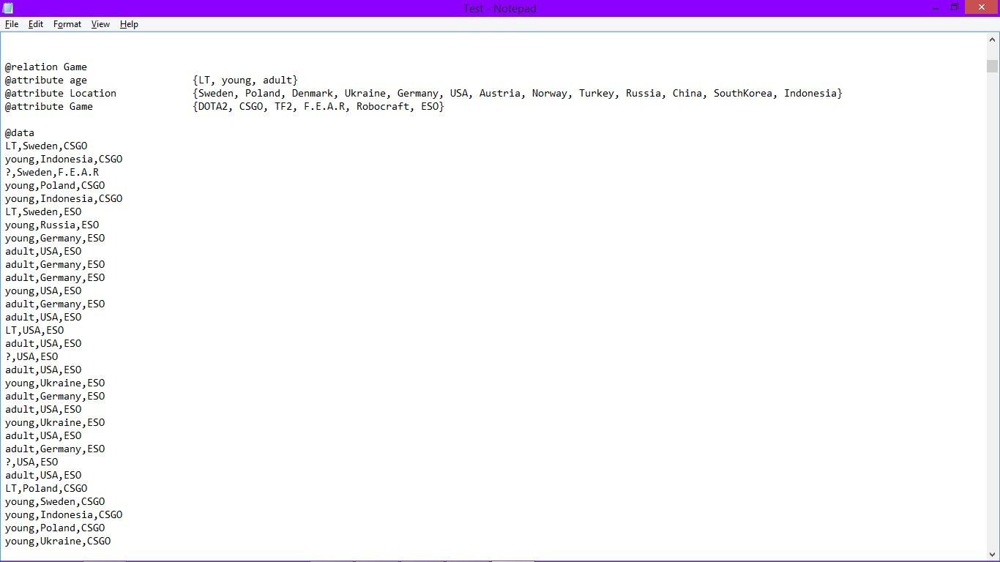 Test - Notepad
File Edit Format View Help
@relation Game
@attribute age {LT, young, adult}
@attribute Location {Sweden, Poland, Denmark, Ukraine, Germany, USA, Austria, Norway, Turkey, Russia, China, SouthKorea, Indonesia}
@attribute Game {DOTA2, CSGO, TF2, F.E.A.R, Robocraft, ESO}
@data
LT,Sweden,CSGO
young,Indonesia,CSGO
?,Sweden,F.E.A.R
young,Poland,CSGO
young,Indonesia,CSGO
LT,Sweden,ESO
young,Russia,ESO
young,Germany,ESO
adult,USA,ESO
adult,Germany,ESO
adult,Germany,ESO
young,USA,ESO
adult,Germany,ESO
adult,USA,ESO
LT,USA,ESO
adult,USA,ESO
?,USA,ESO
adult,USA,ESO
young,Ukraine,ESO
adult,Germany,ESO
adult,USA,ESO
young,Ukraine,ESO
adult,USA,ESO
adult,Germany,ESO
?,USA,ESO
adult,USA,ESO
LT,Poland,CSGO
young,Sweden,CSGO
young,Indonesia,CSGO
young,Poland,CSGO
young,Ukraine,CSGO